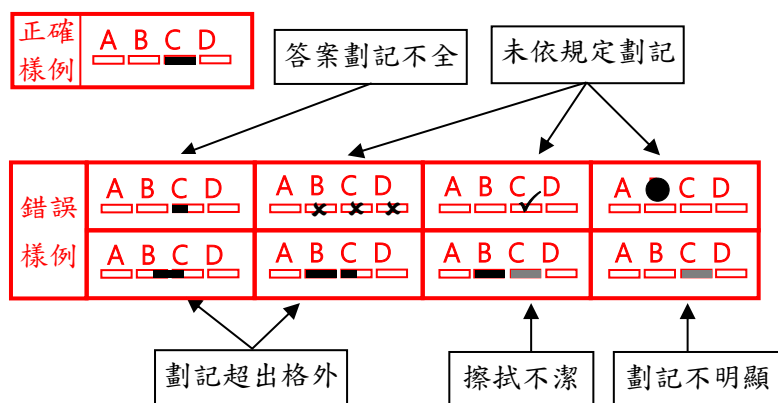 正確
樣例
A B C D
答案劃記不全
未依規定劃記
錯誤
樣例
A B C D
A B C D
A B C D
A C D
A B C D
A B C D
A B C D
A B C D
劃記超出格外
擦拭不潔
劃記不明顯